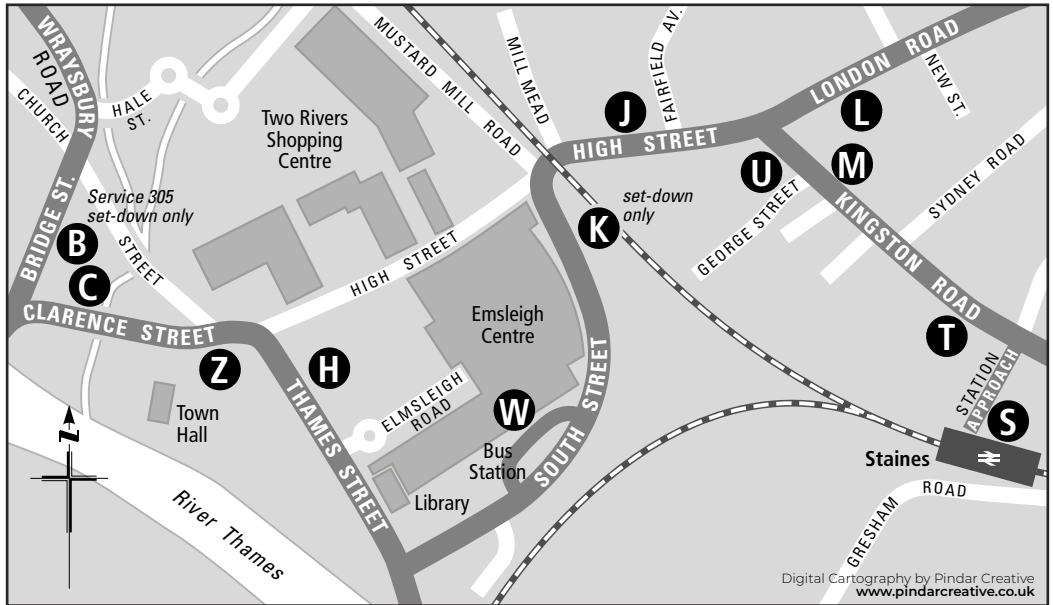 WRAYSBURY
ROAD
CHURCH
STREET
HALE
ST.
MUSTARD MILL ROAD
MILL MEAD
FAIRFIELD AV.
LONDON ROAD
NEW ST.
Two Rivers
Shopping
Centre
J
HIGH STREET
L
U
M
SYDNEY ROAD
GEORGE STREET
KINGSTON ROAD
Service 305
set-down only
set-down
only
K
BRIDGE ST.
B
C
CLARENCE STREET
HIGH STREET
Emsleigh
Centre
Z
H
T
THAMES STREET
ELMSLEIGH
ROAD
W
SOUTH STREET
STATION
APPROACH
S
Town
Hall
Bus
Station
Staines
Library
GRESHAM ROAD
River Thames
Digital Cartography by Pindar Creative
www.pindarcreative.co.uk